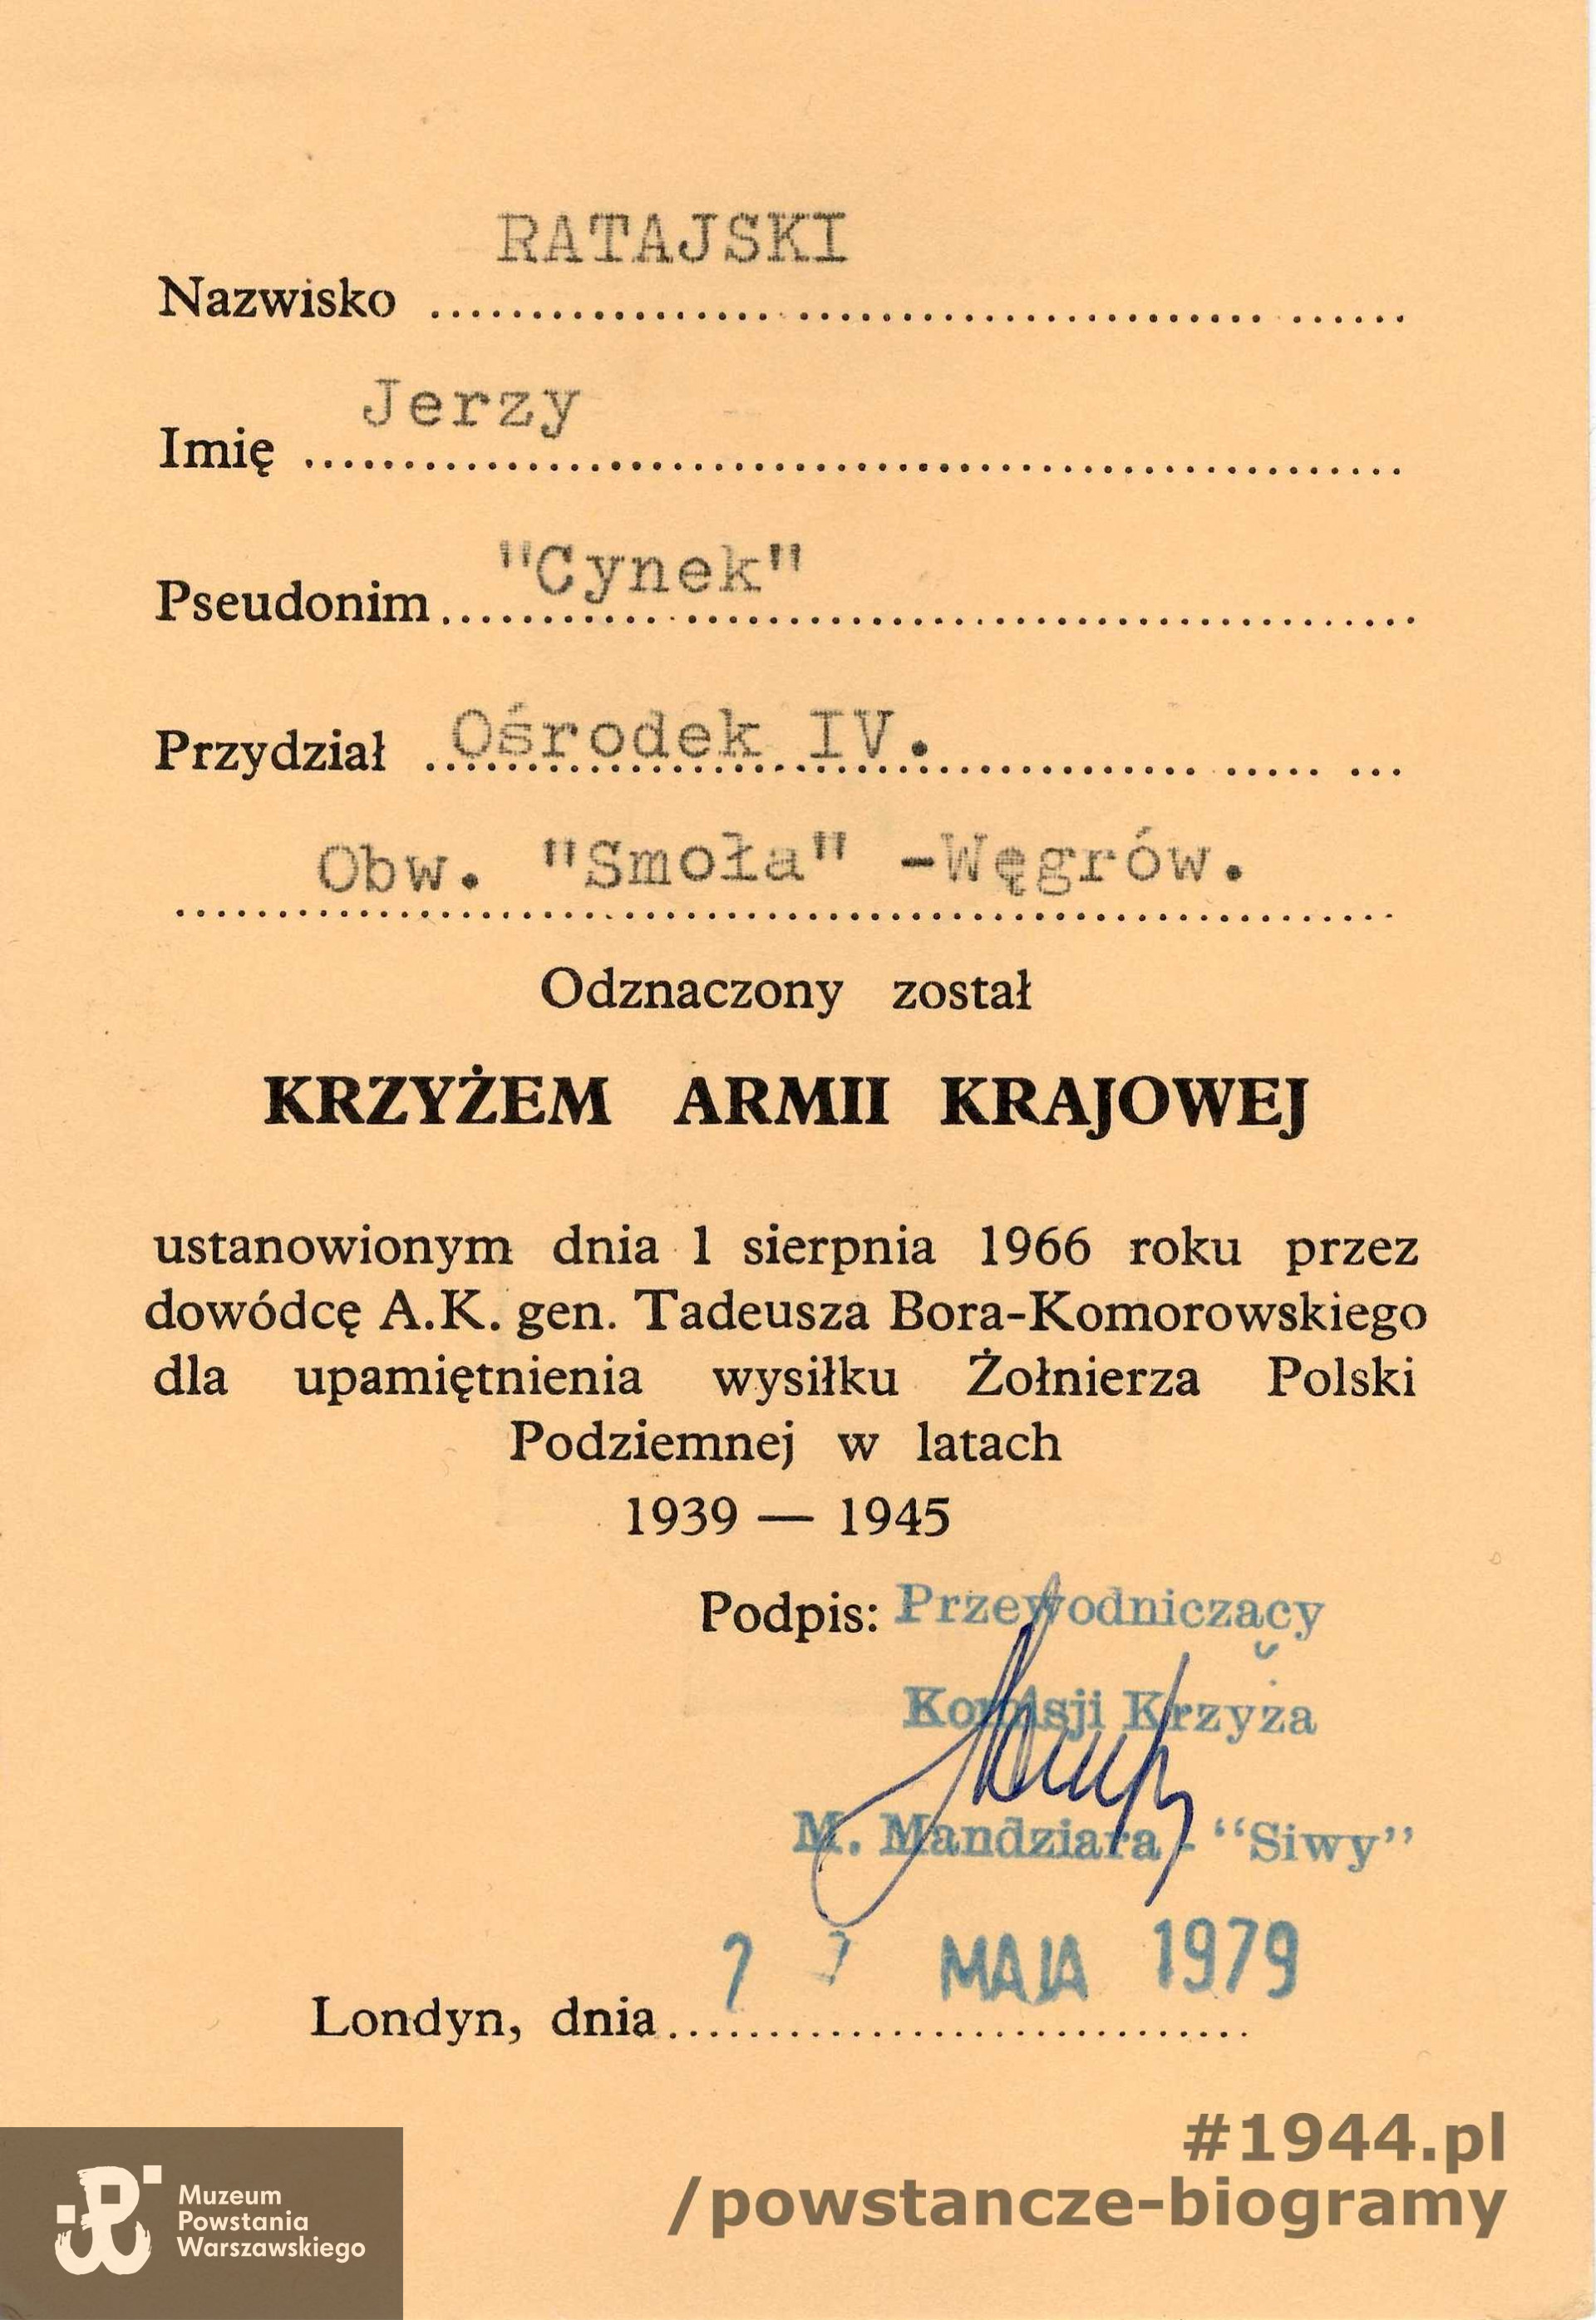 RATAJSKI
Nazwisko
Jerzy
Imię
"Cynek"
Pseudonim
Przydział Ośrodek IV.
Obw. "Smoła" -Węgrów.
Odznaczony został
KRZYŻEM ARMII KRAJOWEJ
ustanowionym dnia 1 sierpnia 1966 roku przez
dowódcę A.K. gen. Tadeusza Bora-Komorowskiego
dla upamiętnienia wysiłku Żołnierza Polski
Podziemnej w latach
1939 — 1945
Podpis: Przewodniczący
Komisji Krzyża
M. Mandziara - "Siwy"
MAJA 1979
Londyn, dnia
#1944.pl
/powstancze-biogramy
Muzeum
Powstania
Warszawskiego